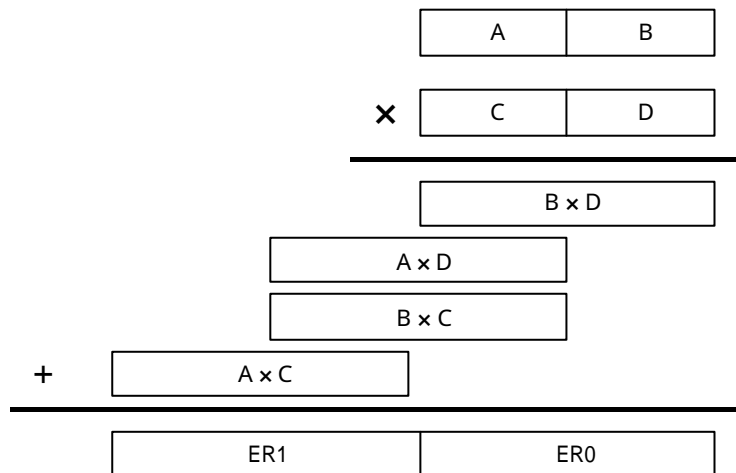 A B
× C D
B × D
A × D
B × C
+ A × C
ER1 ER0